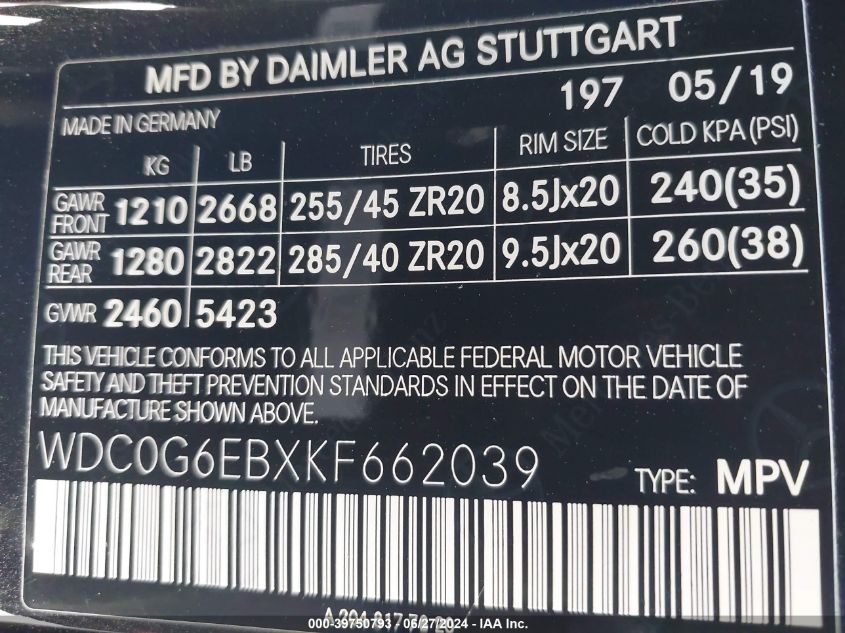 MFD BY DAIMLER AG STUTTGART
197 05/19
MADE IN GERMANY
KG LB TIRES RIM SIZE COLD KPA (PSI)
GAWR FRONT 1210 2668 255/45 ZR20 8.5Jx20 240(35)
GAWR REAR 1280 2822 285/40 ZR20 9.5Jx20 260(38)
GVWR 2460 5423
THIS VEHICLE CONFORMS TO ALL APPLICABLE FEDERAL MOTOR VEHICLE
SAFETY AND THEFT PREVENTION STANDARDS IN EFFECT ON THE DATE OF
MANUFACTURE SHOWN ABOVE.
WDC0G6EBXKF662039
TYPE: MPV
000-39750793 - 06/27/2024 - IAA Inc.